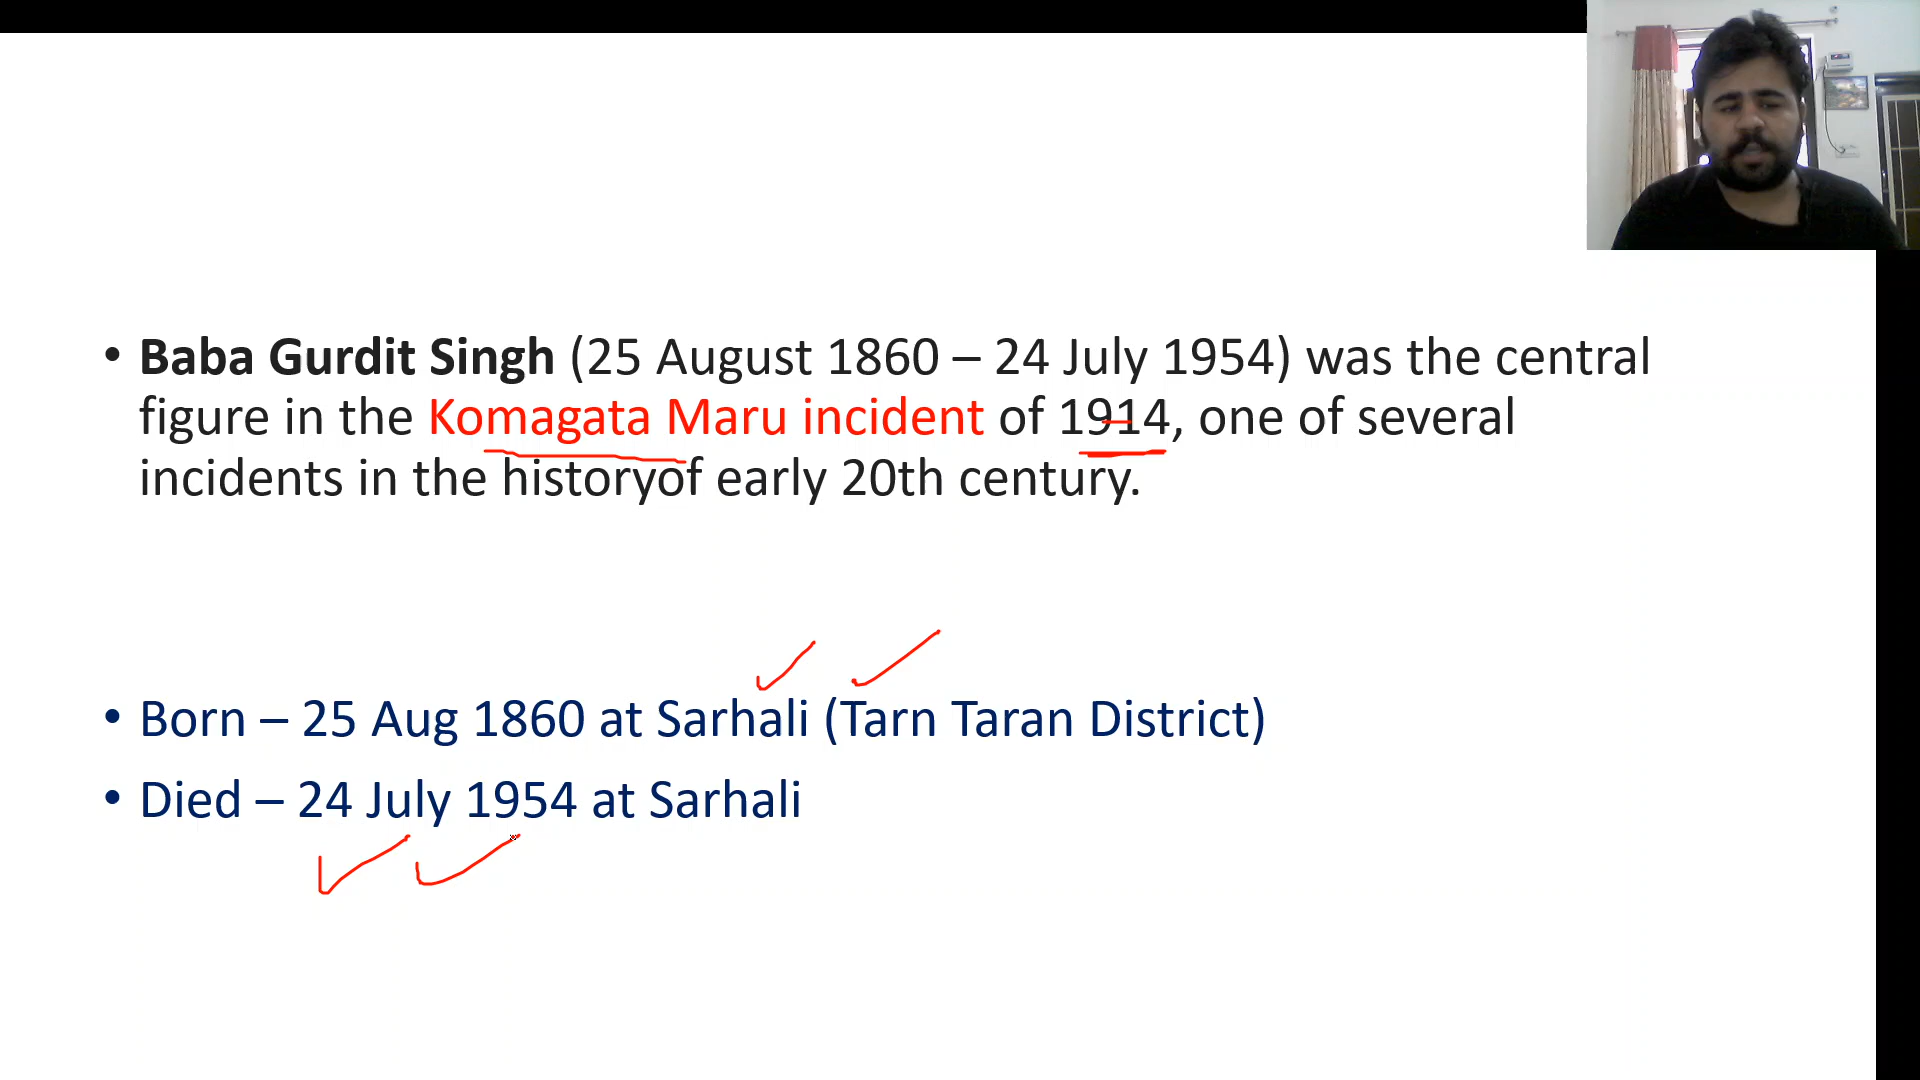 • Baba Gurdit Singh (25 August 1860 – 24 July 1954) was the central
figure in the Komagata Maru incident of 1914, one of several
incidents in the historyof early 20th century.
• Born – 25 Aug 1860 at Sarhali (Tarn Taran District)
• Died – 24 July 1954 at Sarhali